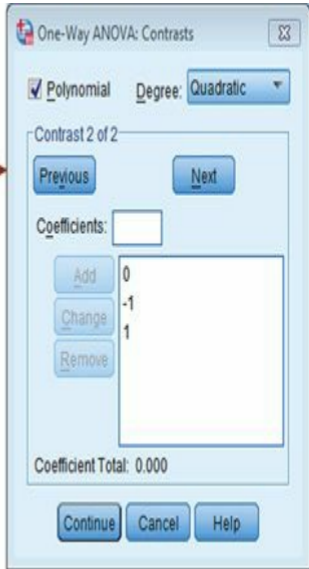 One-Way ANOVA: Contrasts
Polynomial Degree: Quadratic
Contrast 2 of 2
Previous Next
Coefficients:
Add
Change
Remove
0
-1
1
Coefficient Total: 0.000
Continue Cancel Help